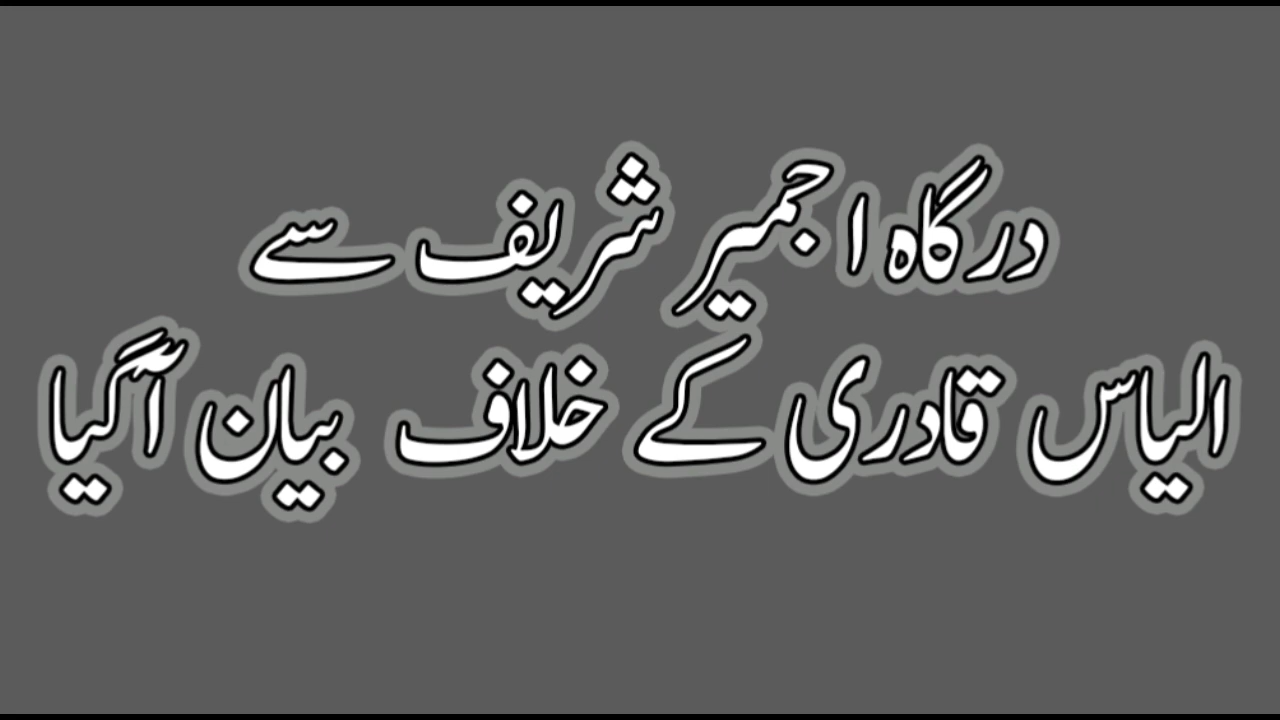 درگاہ اجمیر شریف سے
الیاس قادری کے خلاف بیان آگیا